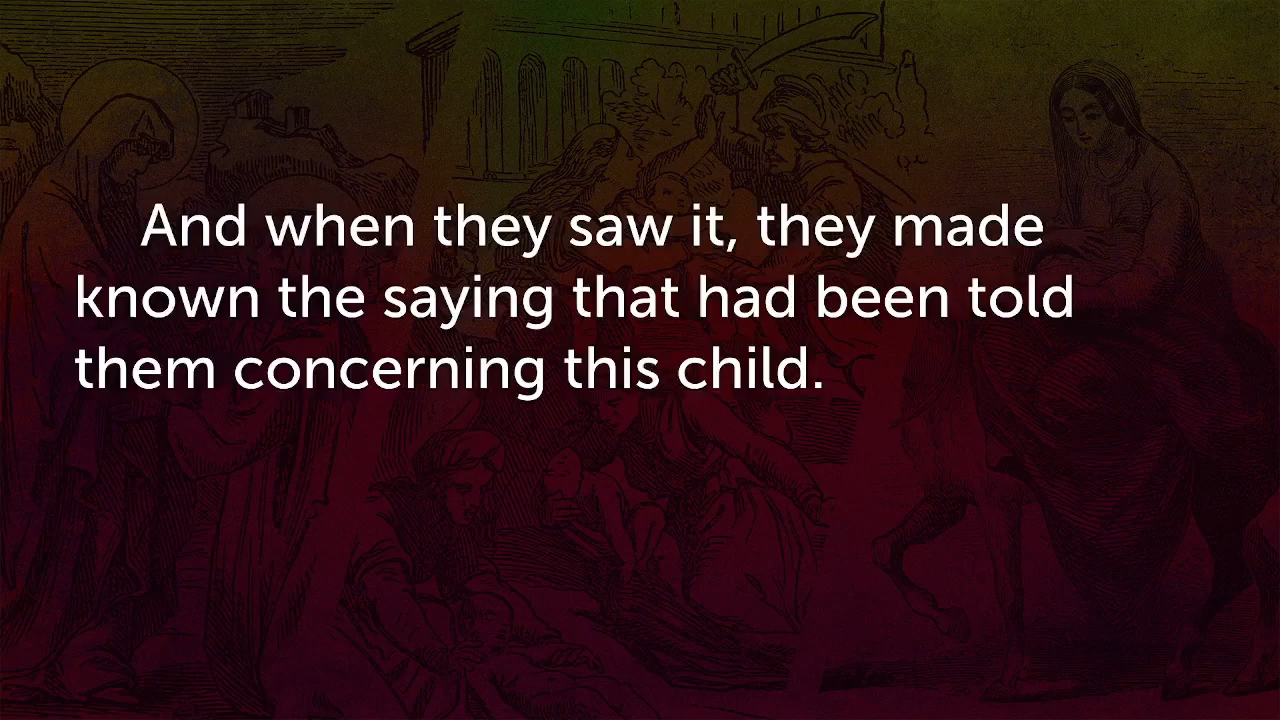 And when they saw it, they made
known the saying that had been told
them concerning this child.